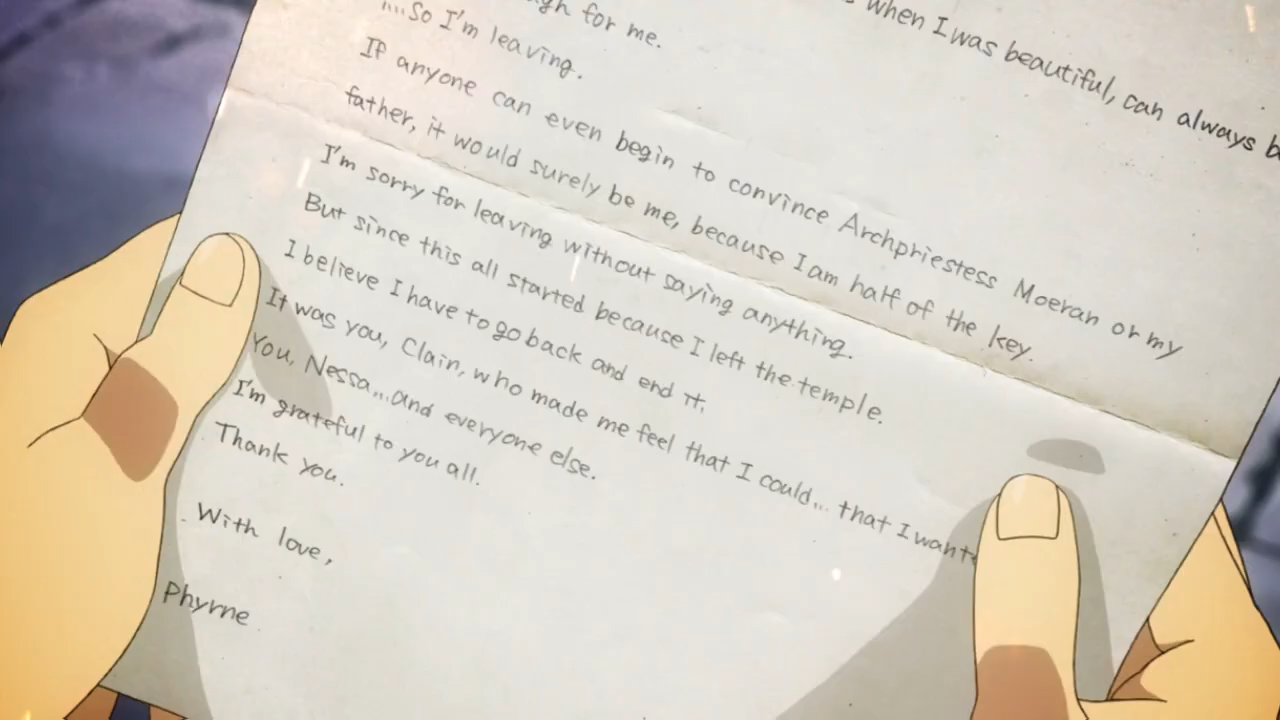 when I was beautiful, can always
for me.
....So I'm leaving.
If anyone can even begin to convince Archpriestess Moeran or my
father, it would surely be me, because I am half of the key.
I'm sorry for leaving without saying anything.
But since this all started because I left the temple.
I believe I have to go back and end it.
It was you, Clain, who made me feel that I could... that I
You, Nessa....and everyone else.
I'm grateful to you all.
Thank you.
With love,
Phyrne